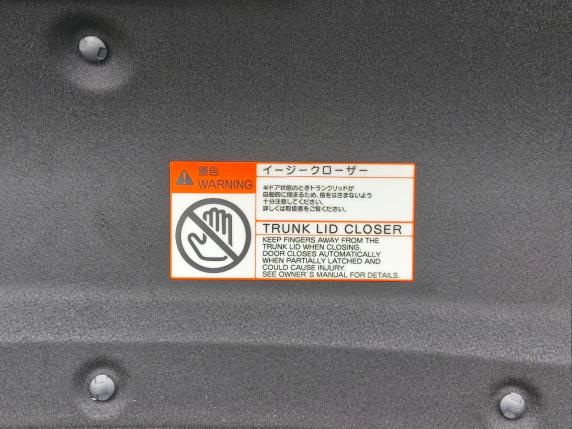 警告
WARNING
イージークローザー
半ドア状態のときトランクリッドが
自動的に閉まるため、指をはさまないよう
十分注意してください。
詳しくは取扱書をご覧ください。
TRUNK LID CLOSER
KEEP FINGERS AWAY FROM THE
TRUNK LID WHEN CLOSING.
DOOR CLOSES AUTOMATICALLY
WHEN PARTIALLY LATCHED AND
COULD CAUSE INJURY.
SEE OWNER'S MANUAL FOR DETAILS.